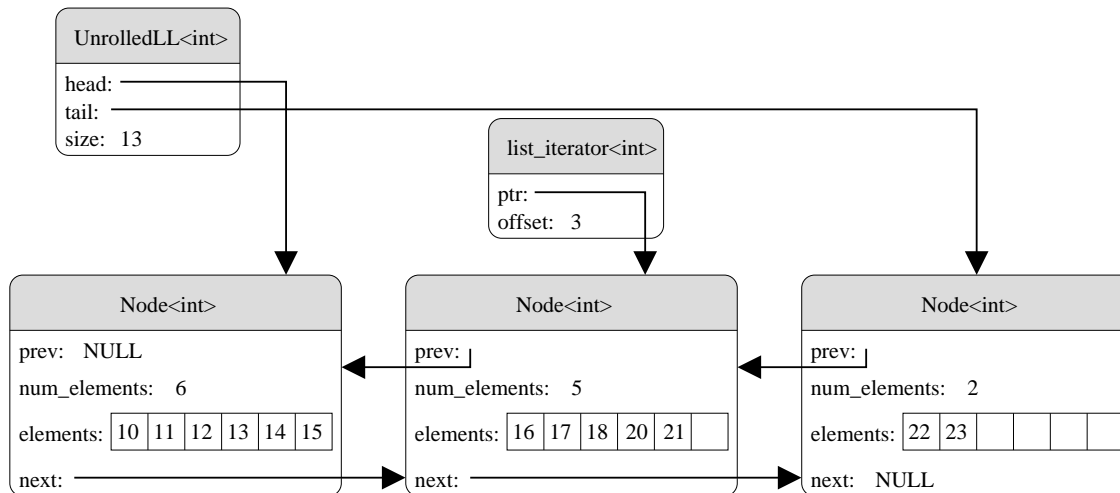 UnrolledLL<int>
head:
tail:
size: 13
list_iterator<int>
ptr:
offset: 3
Node<int>
prev: NULL
num_elements: 6
elements: 10 11 12 13 14 15
next:
Node<int>
prev:
num_elements: 5
elements: 16 17 18 20 21
next:
Node<int>
prev:
num_elements: 2
elements: 22 23
next: NULL